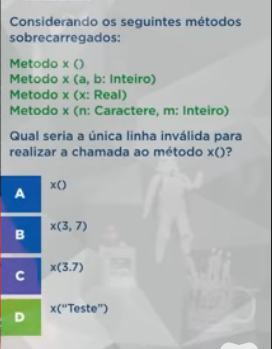 Considerando os seguintes métodos
sobrecarregados:
Metodo x ()
Metodo x (a, b: Inteiro)
Metodo x (x: Real)
Metodo x (n: Caractere, m: Inteiro)
Qual seria a única linha inválida para
realizar a chamada ao método x()?
A x()
B x(3, 7)
C x(3.7)
D x("Teste")